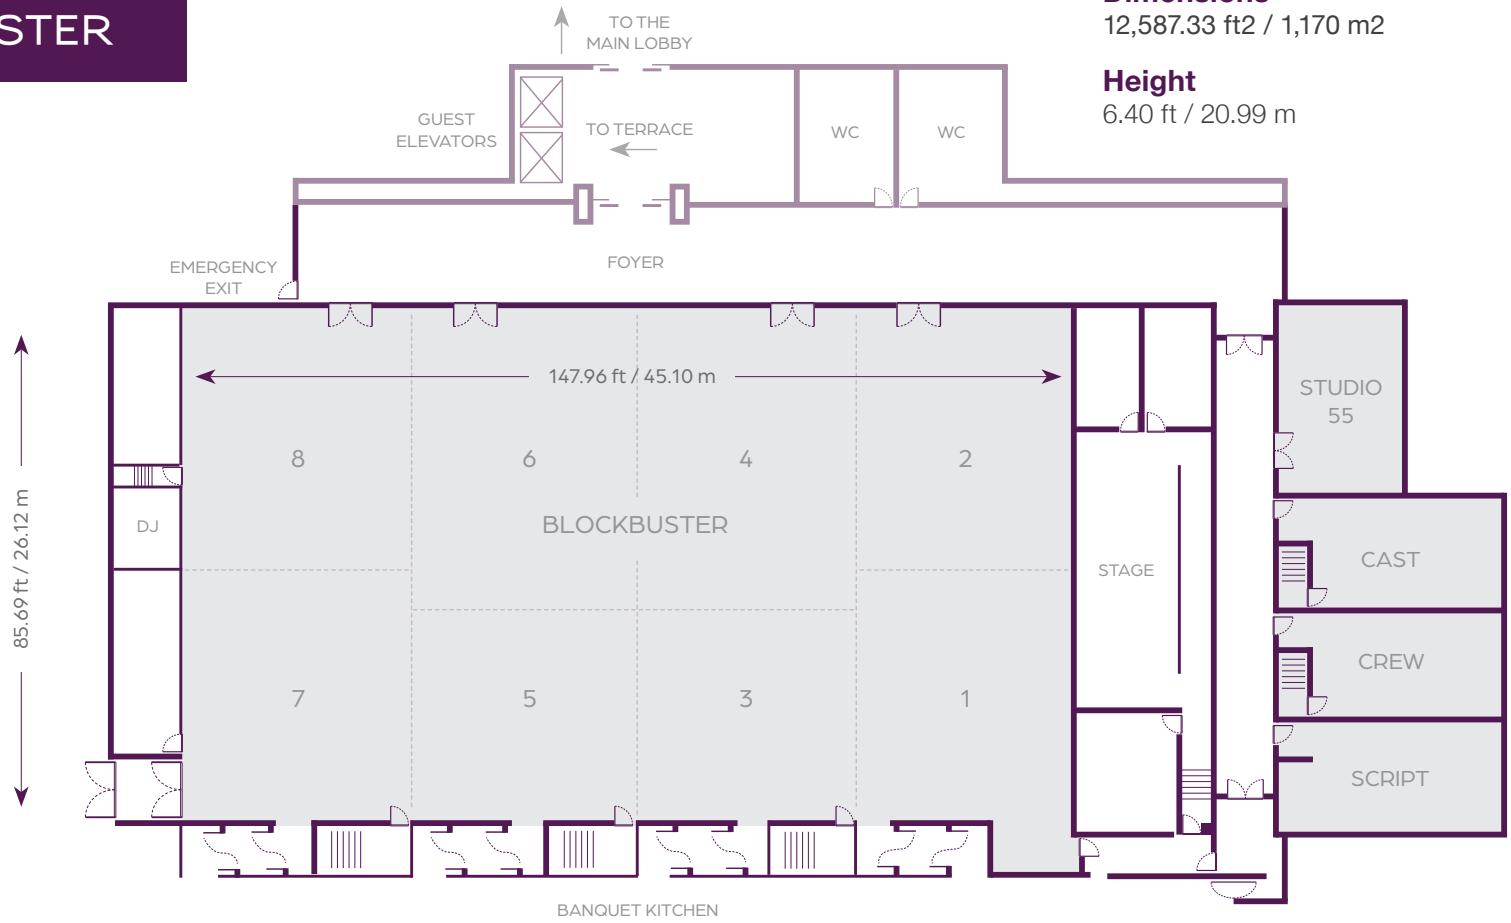 STER
Dimensions
12,587.33 ft2 / 1,170 m2
Height
6.40 ft / 20.99 m
TO THE
MAIN LOBBY
GUEST
ELEVATORS
TO TERRACE
WC
WC
EMERGENCY
EXIT
FOYER
147.96 ft / 45.10 m
85.69 ft / 26.12 m
8
6
4
2
BLOCKBUSTER
DJ
STAGE
7
5
3
1
STUDIO
55
CAST
CREW
SCRIPT
BANQUET KITCHEN